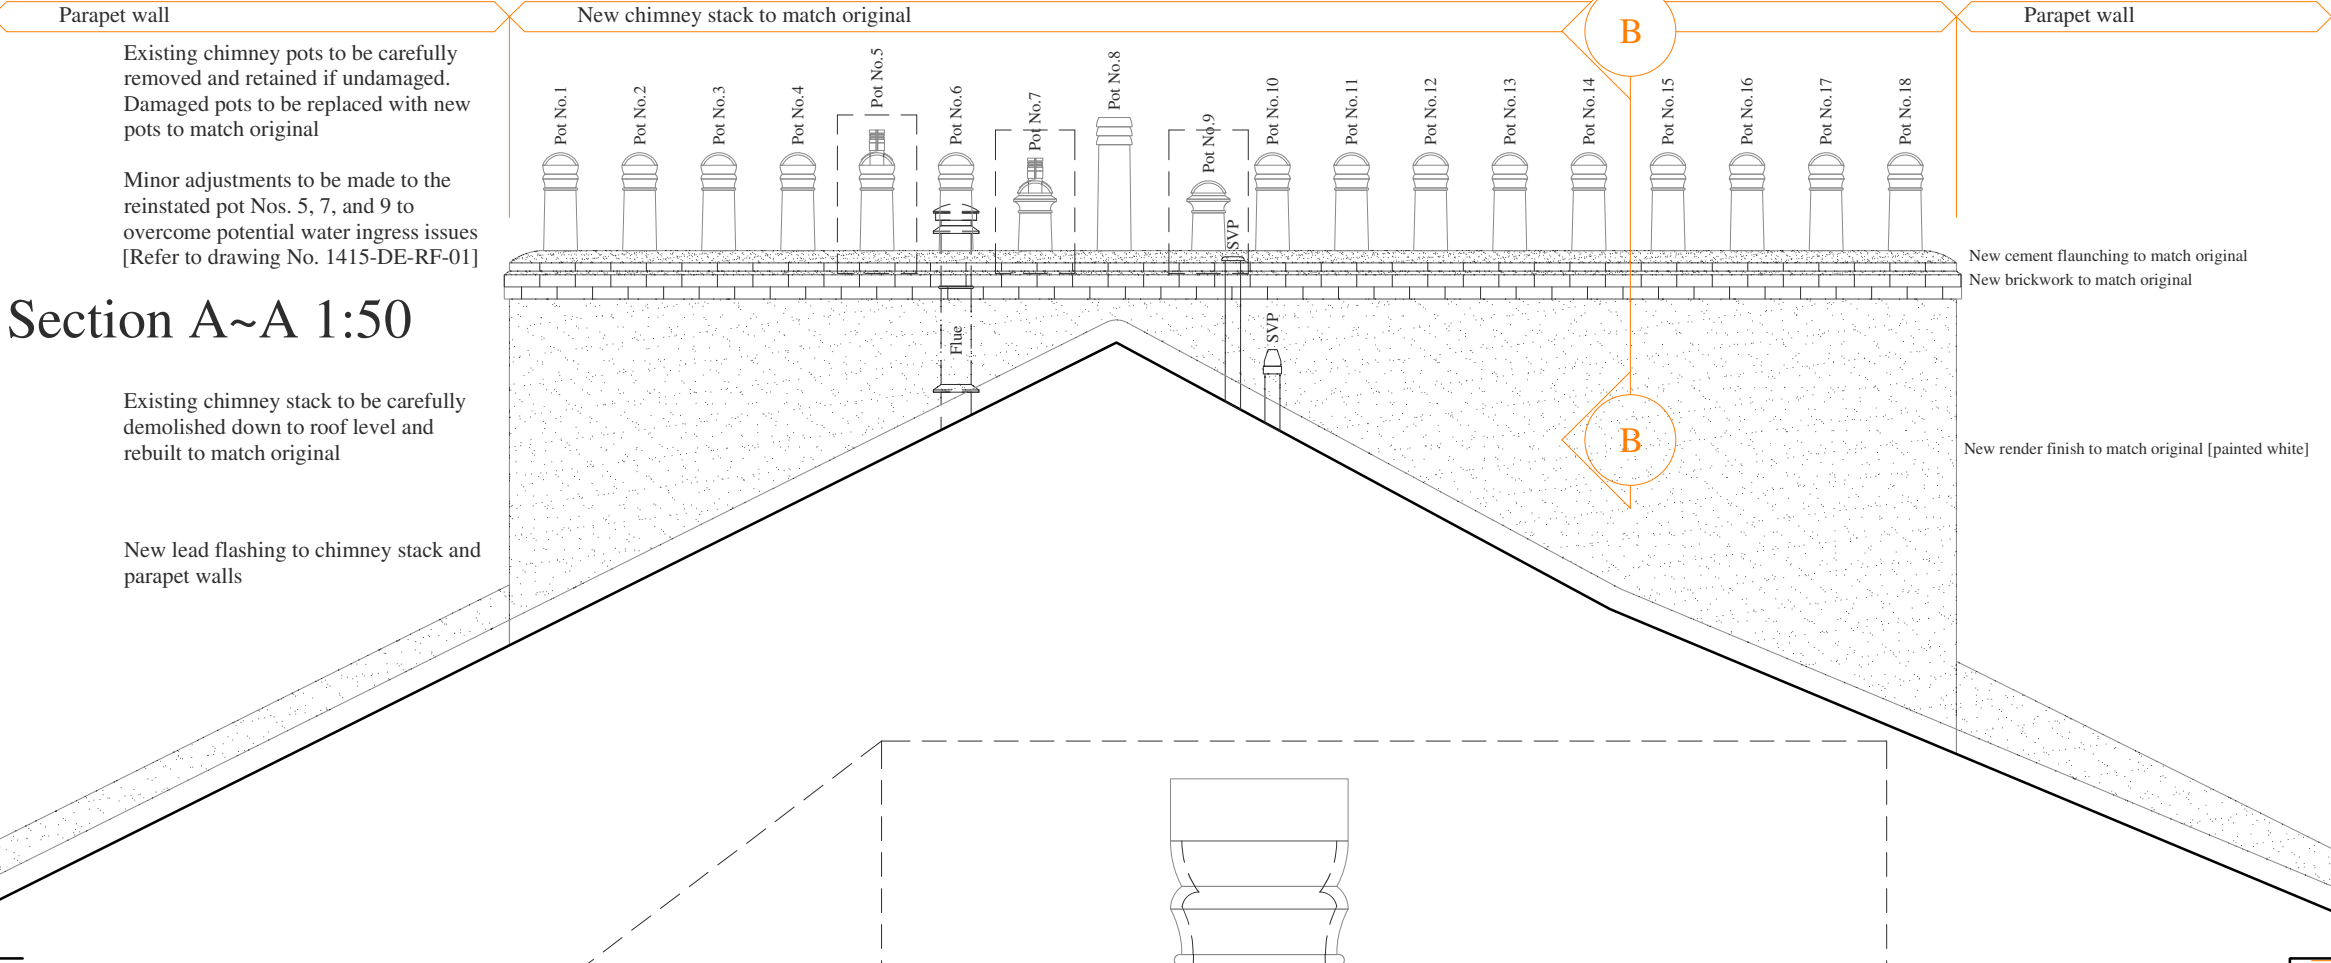 Parapet wall
New chimney stack to match original
B
Parapet wall
Existing chimney pots to be carefully
removed and retained if undamaged.
Damaged pots to be replaced with new
pots to match original
Minor adjustments to be made to the
reinstated pot Nos. 5, 7, and 9 to
overcome potential water ingress issues
[Refer to drawing No. 1415-DE-RF-01]
Pot No.1
Pot No.2
Pot No.3
Pot No.4
Pot No.5
Pot No.6
Pot No.7
Pot No.8
Pot No.9
Pot No.10
Pot No.11
Pot No.12
Pot No.13
Pot No.14
Pot No.15
Pot No.16
Pot No.17
Pot No.18
SVP
New cement flaunching to match original
New brickwork to match original
Section A~A 1:50
Flue
SVP
Existing chimney stack to be carefully
demolished down to roof level and
rebuilt to match original
B
New render finish to match original [painted white]
New lead flashing to chimney stack and
parapet walls